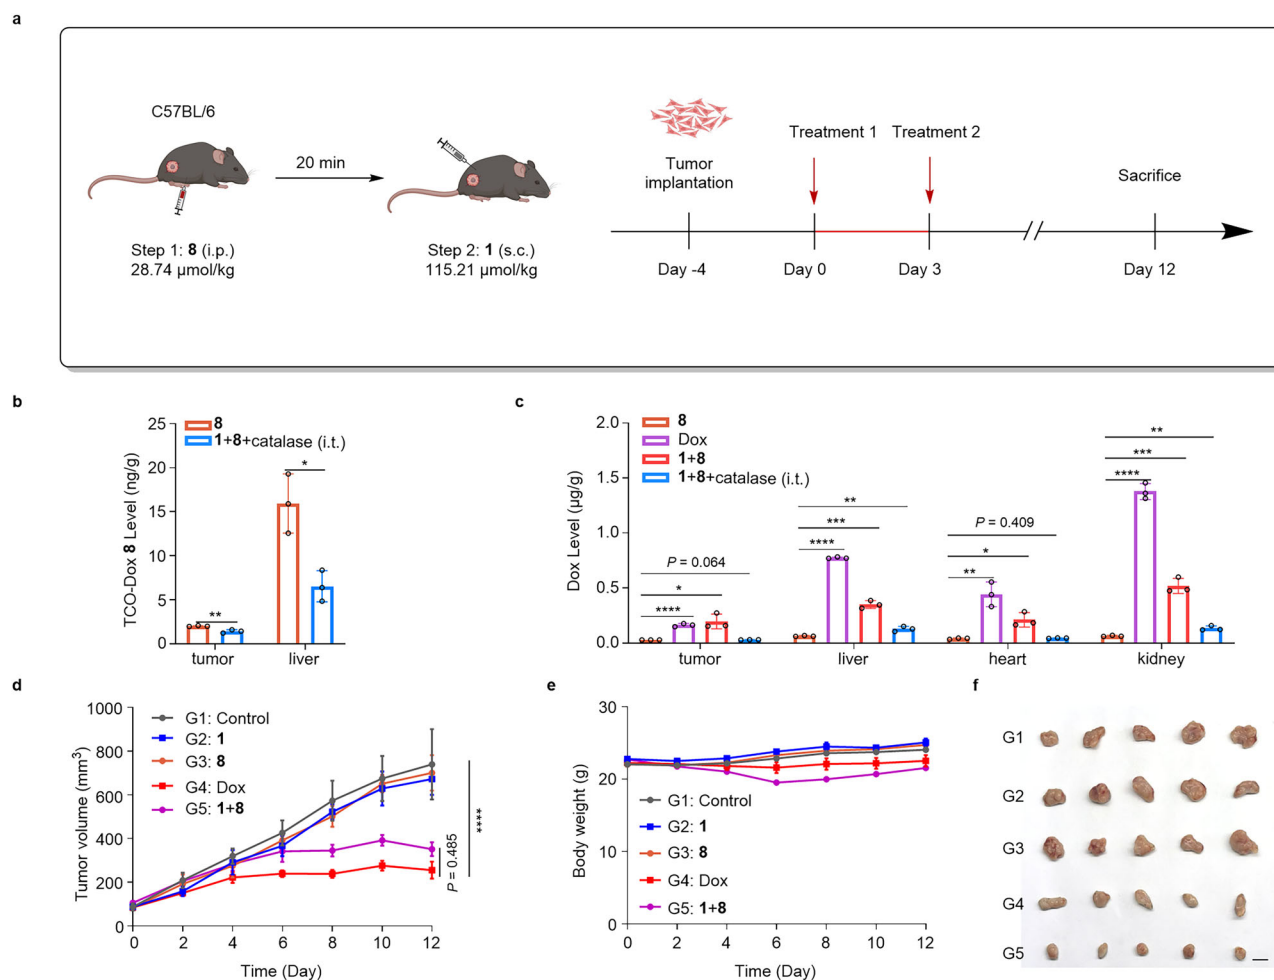 a
C57BL/6
20 min
Step 1: 8 (i.p.)
28.74 µmol/kg
Step 2: 1 (s.c.)
115.21 µmol/kg
Tumor
implantation
Treatment 1
Treatment 2
Sacrifice
Day -4
Day 0
Day 3
Day 12
b
TCO-Dox 8 Level (ng/g)
25
20
15
10
5
0
8
1+8+catalase (i.t.)
**
*
tumor
liver
c
Dox Level (µg/g)
2.0
1.5
1.0
0.5
0.0
8
Dox
1+8
1+8+catalase (i.t.)
P = 0.064
*
****
**
***
****
P = 0.409
*
**
**
***
****
tumor
liver
heart
kidney
d
Tumor volume (mm³)
1000
800
600
400
200
0
G1: Control
G2: 1
G3: 8
G4: Dox
G5: 1+8
P = 0.485
****
0 2 4 6 8 10 12
Time (Day)
e
Body weight (g)
30
20
10
0
G1: Control
G2: 1
G3: 8
G4: Dox
G5: 1+8
0 2 4 6 8 10 12
Time (Day)
f
G1
G2
G3
G4
G5